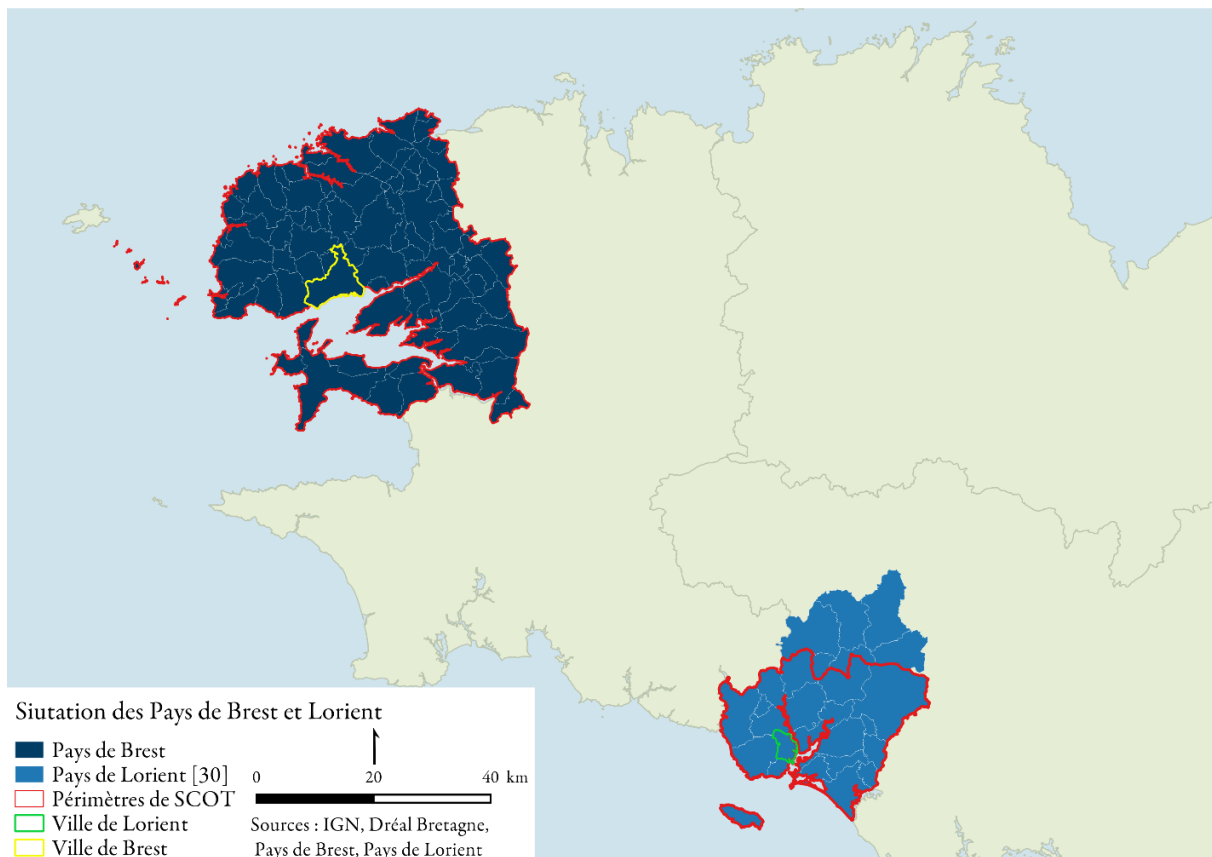 Siutation des Pays de Brest et Lorient
Pays de Brest
Pays de Lorient [30]
Périmètres de SCOT
Ville de Lorient
Ville de Brest
0 20 40 km
Sources : IGN, Dréal Bretagne,
Pays de Brest, Pays de Lorient